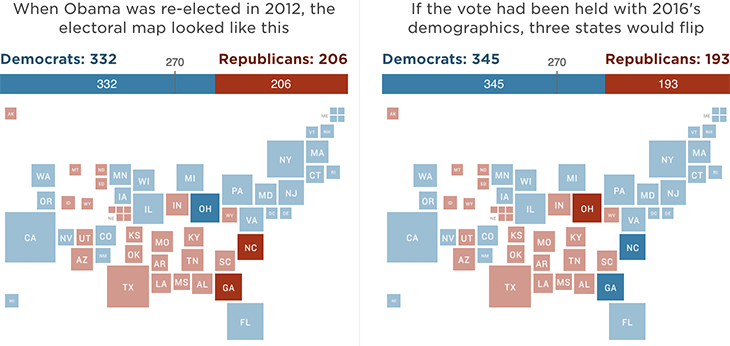 When Obama was re-elected in 2012, the
electoral map looked like this
Democrats: 332
270
Republicans: 206
332
206
AK
ME
VT NH
WA MT ND MN WI MI NY MA
SD
CT RI
OR ID WY IA IL IN OH PA MD NJ
NE
WV VA DC DE
CA NV UT CO KS MO KY NC
AZ NM OK AR TN SC
TX LA MS AL GA
HI
FL
If the vote had been held with 2016's
demographics, three states would flip
Democrats: 345
270
Republicans: 193
345
193
AK
ME
VT NH
WA MT ND MN WI MI NY MA
SD
CT RI
OR ID WY IA IL IN OH PA MD NJ
NE
WV VA DC DE
CA NV UT CO KS MO KY NC
AZ NM OK AR TN SC
TX LA MS AL GA
HI
FL